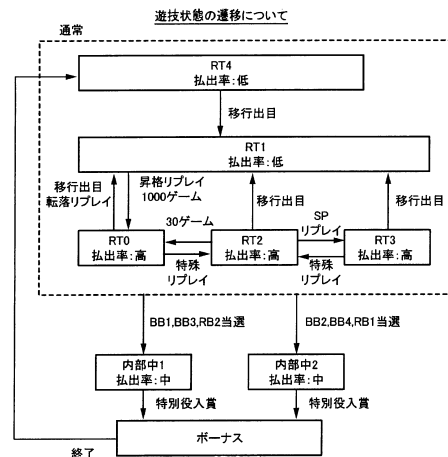 遊技状態の遷移について
通常
RT4
払出率:低
移行出目
RT1
払出率:低
移行出目
転落リプレイ
昇格リプレイ
1000ゲーム
移行出目
移行出目
30ゲーム
SP
リプレイ
RT0
払出率:高
RT2
払出率:高
RT3
払出率:高
特殊
リプレイ
特殊
リプレイ
BB1,BB3,RB2当選
BB2,BB4,RB1当選
内部中1
払出率:中
内部中2
払出率:中
特別役入賞
特別役入賞
ボーナス
終了